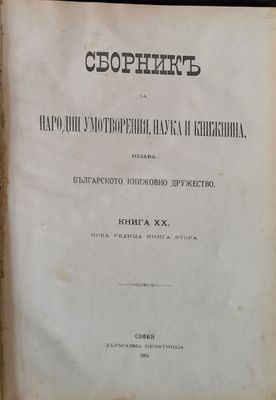 СБОРНИКЪ
ЗА
НАРОДНИ УМОТВОРЕНИЯ, НАУКА И КНИЖНИНА,
ИЗДАВА
БЪЛГАРСКОТО КНИЖОВНО ДРУЖЕСТВО.
КНИГА XX.
НОВА РЕДИЦА КНИГА ВТОРА
СОФИЯ
ДЪРЖАВНА ПЕЧАТНИЦА
1904